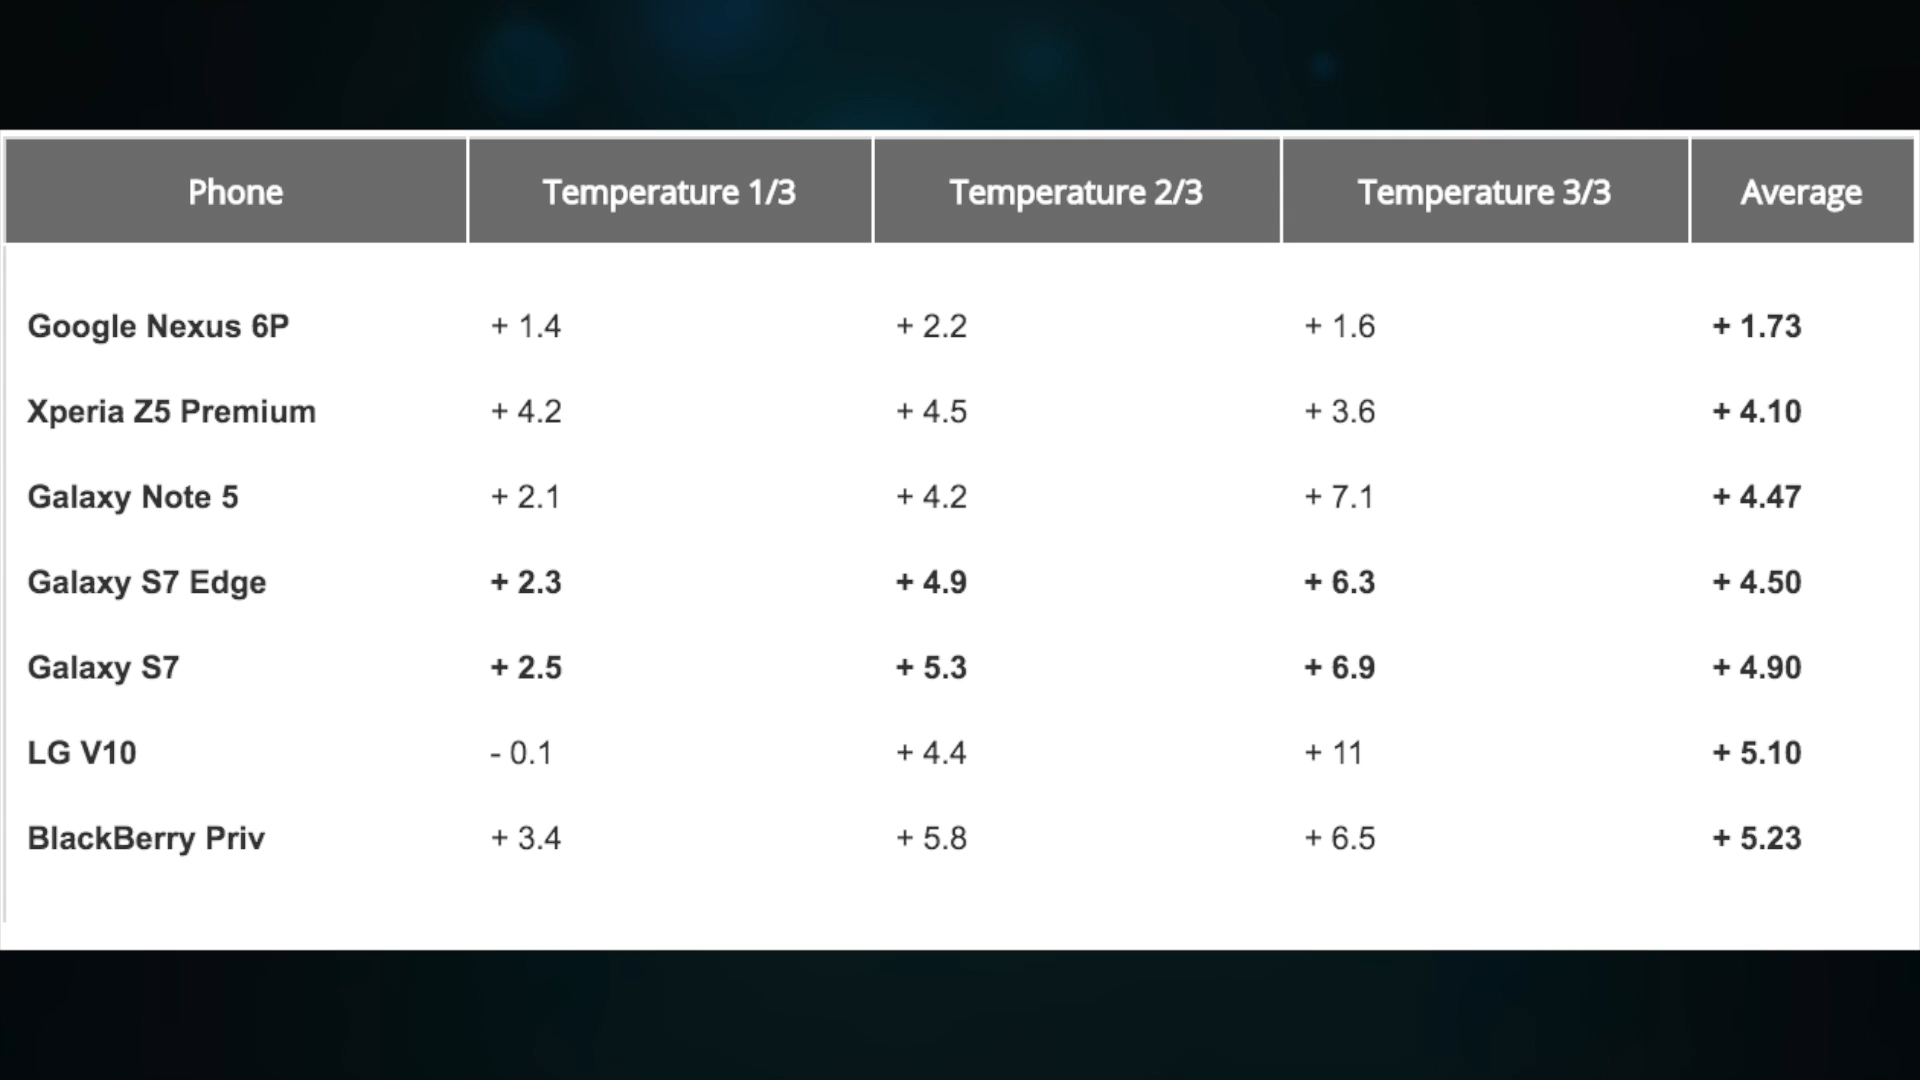 Phone Temperature 1/3 Temperature 2/3 Temperature 3/3 Average
Google Nexus 6P + 1.4 + 2.2 + 1.6 + 1.73
Xperia Z5 Premium + 4.2 + 4.5 + 3.6 + 4.10
Galaxy Note 5 + 2.1 + 4.2 + 7.1 + 4.47
Galaxy S7 Edge + 2.3 + 4.9 + 6.3 + 4.50
Galaxy S7 + 2.5 + 5.3 + 6.9 + 4.90
LG V10 - 0.1 + 4.4 + 11 + 5.10
BlackBerry Priv + 3.4 + 5.8 + 6.5 + 5.23